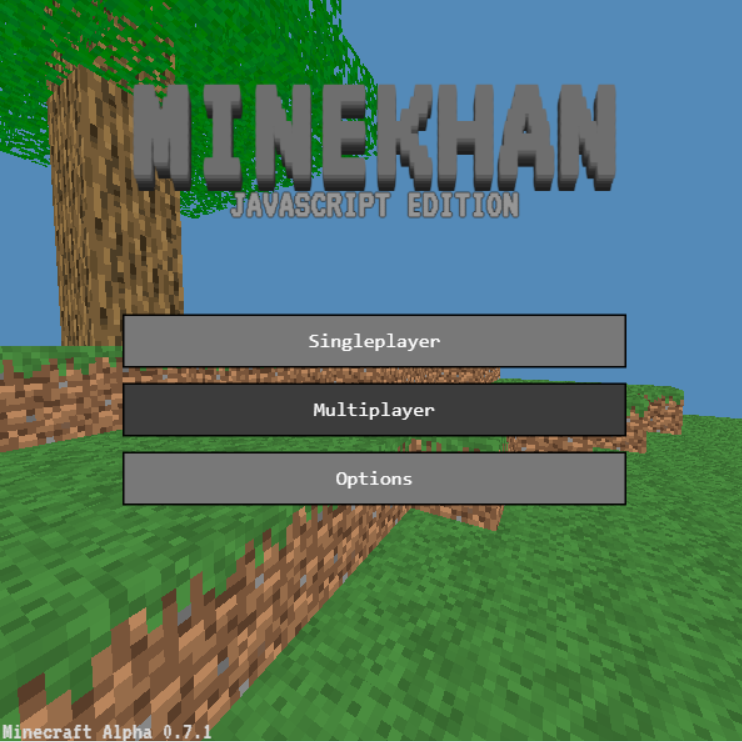 MINEKHAN
JAVASCRIPT EDITION
Singleplayer
Multiplayer
Options
Minecraft Alpha 0.7.1